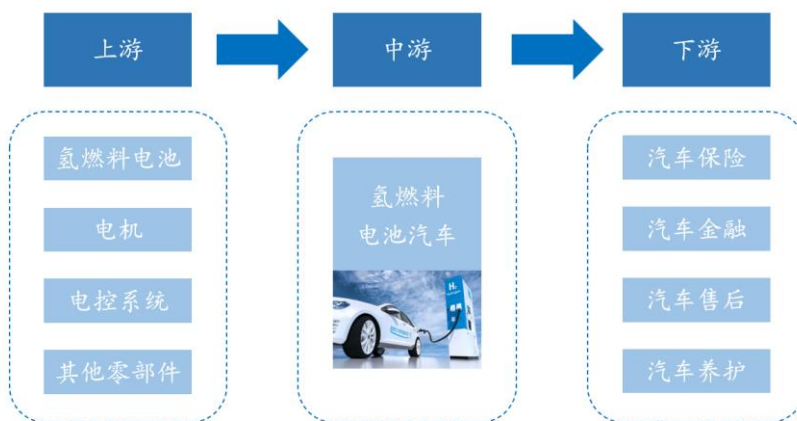 上游
中游
下游
氢燃料电池
电机
电控系统
其他零部件
氢燃料
电池汽车
H₂
汽车保险
汽车金融
汽车售后
汽车养护